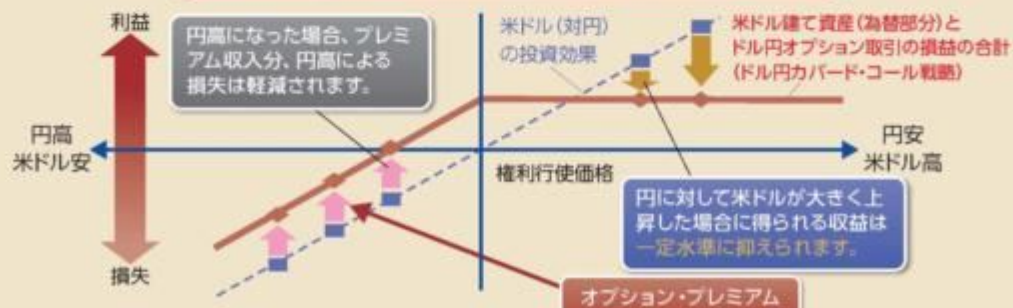 利益
円高になった場合、プレミ
アム収入分、円高による
損失は軽減されます。
米ドル(対円)
の投資効果
米ドル建て資産(為替部分)と
ドル円オプション取引の損益の合計
(ドル円カバード・コール戦略)
円高
米ドル安
権利行使価格
円安
米ドル高
円に対して米ドルが大きく上
昇した場合に得られる収益は
一定水準に抑えられます。
損失
オプション・プレミアム